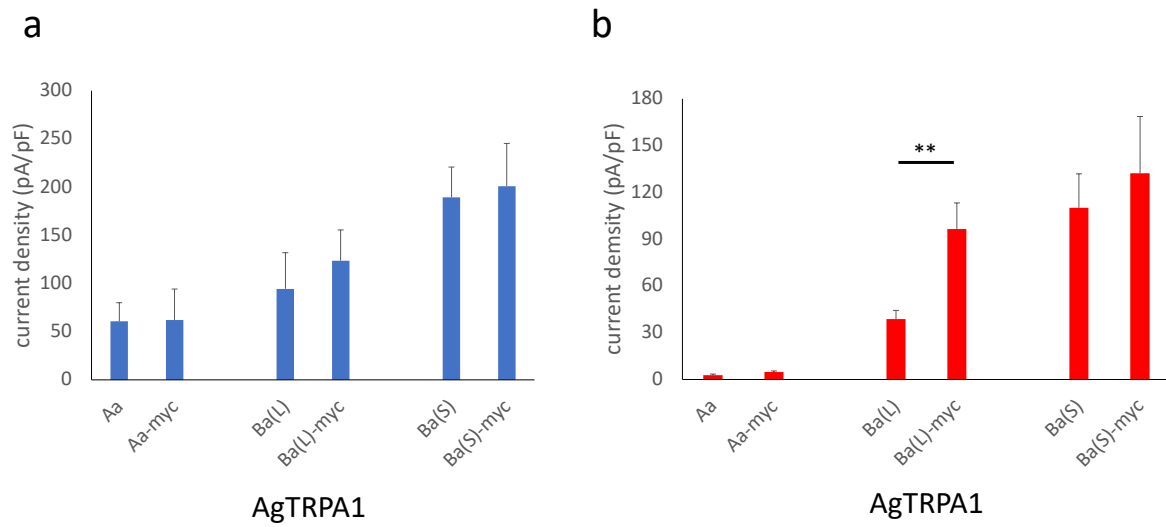 a
b
current density (pA/pF)
300
250
200
150
100
50
0
Aa
Aa-myc
Ba(L)
Ba(L)-myc
Ba(S)
Ba(S)-myc
AgTRPA1
current demsity (pA/pF)
180
150
120
90
60
30
0
**
Aa
Aa-myc
Ba(L)
Ba(L)-myc
Ba(S)
Ba(S)-myc
AgTRPA1